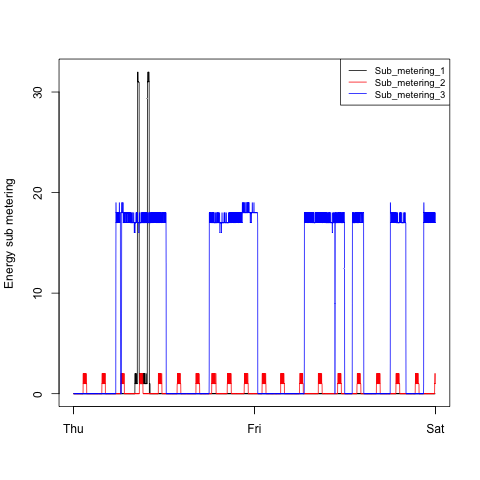 Sub_metering_1
Sub_metering_2
Sub_metering_3
Energy sub metering
30
20
10
0
Thu
Fri
Sat